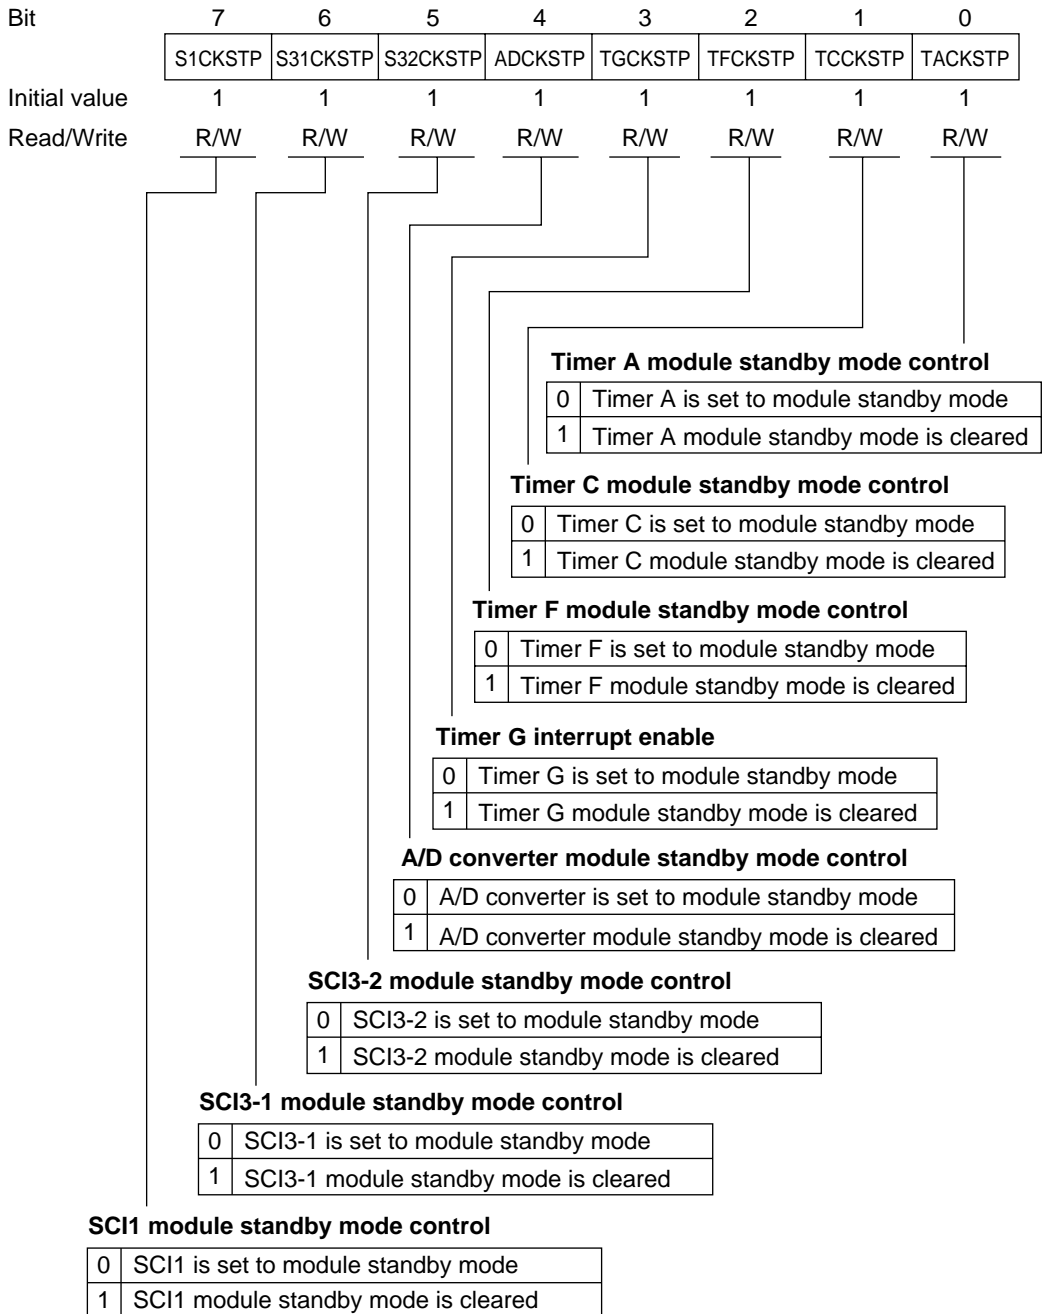 Bit 7 6 5 4 3 2 1 0
S1CKSTP S31CKSTP S32CKSTP ADCKSTP TGCKSTP TFCKSTP TCCKSTP TACKSTP
Initial value 1 1 1 1 1 1 1 1
Read/Write R/W R/W R/W R/W R/W R/W R/W R/W
Timer A module standby mode control
0 Timer A is set to module standby mode
1 Timer A module standby mode is cleared
Timer C module standby mode control
0 Timer C is set to module standby mode
1 Timer C module standby mode is cleared
Timer F module standby mode control
0 Timer F is set to module standby mode
1 Timer F module standby mode is cleared
Timer G interrupt enable
0 Timer G is set to module standby mode
1 Timer G module standby mode is cleared
A/D converter module standby mode control
0 A/D converter is set to module standby mode
1 A/D converter module standby mode is cleared
SCI3-2 module standby mode control
0 SCI3-2 is set to module standby mode
1 SCI3-2 module standby mode is cleared
SCI3-1 module standby mode control
0 SCI3-1 is set to module standby mode
1 SCI3-1 module standby mode is cleared
SCI1 module standby mode control
0 SCI1 is set to module standby mode
1 SCI1 module standby mode is cleared